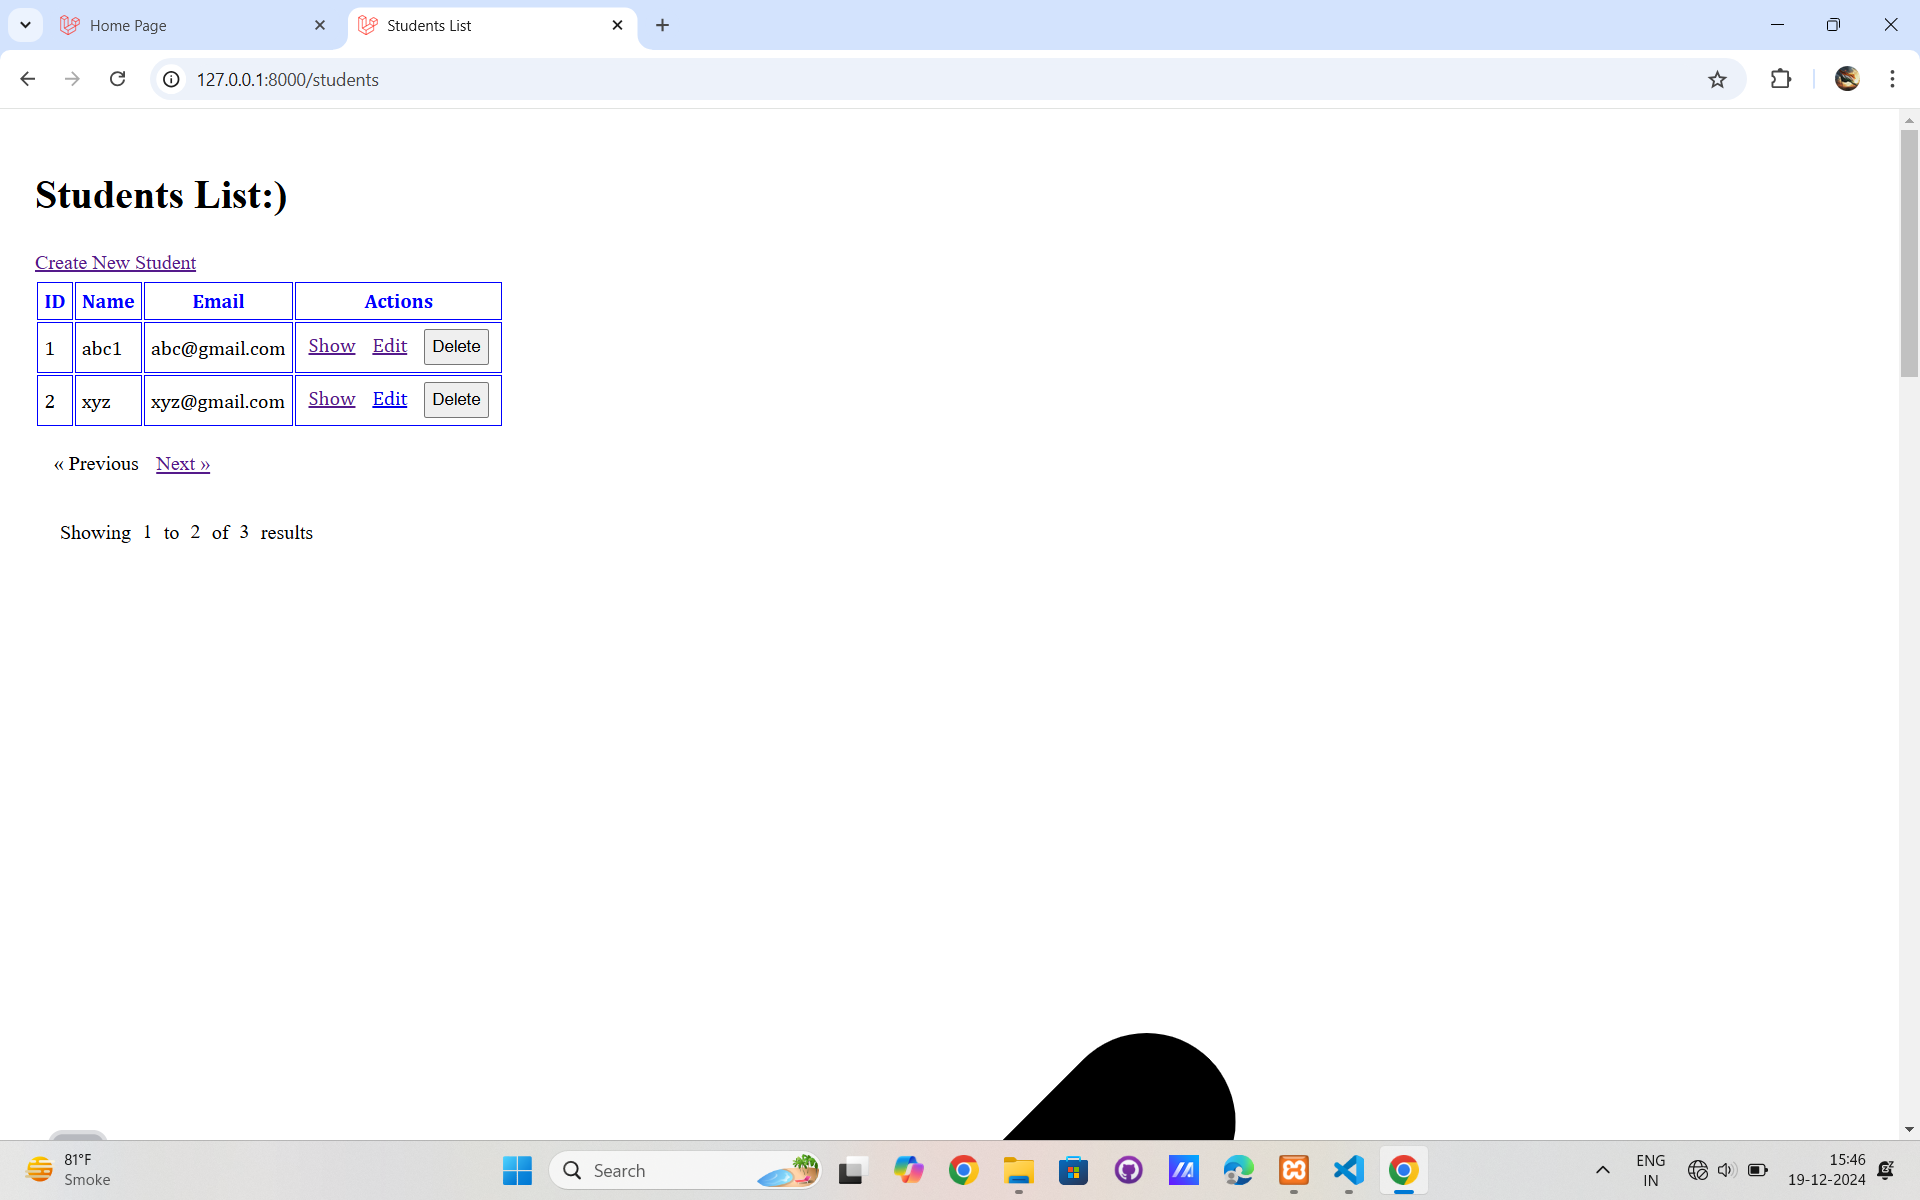 Home Page
Students List
127.0.0.1:8000/students
Students List:)
Create New Student
ID Name Email Actions
1 abc1 abc@gmail.com Show Edit Delete
2 xyz xyz@gmail.com Show Edit Delete
« Previous Next »
Showing 1 to 2 of 3 results
81°F
Smoke
Search
ENG
IN
15:46
19-12-2024